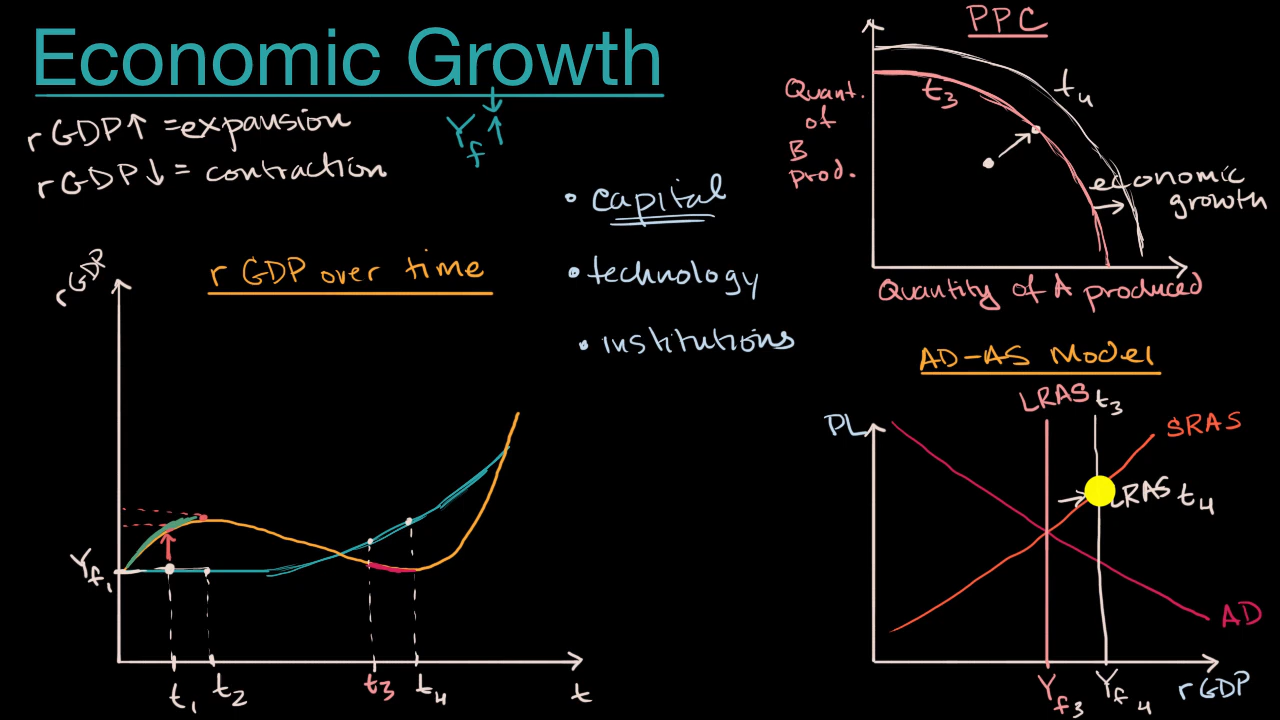 Economic Growth
rGDP↑ = expansion
rGDP↓ = contraction
↓
Yf↑
• capital
• technology
• institutions
rGDP over time
rGDP
Yf1
t1
t2
t3
t4
t
PPC
Quant.
of
B
prod.
t3
t4
economic
growth
Quantity of A produced
AD-AS Model
LRAS t3
PL
SRAS
LRAS t4
AD
Yf3
Yf4
rGDP